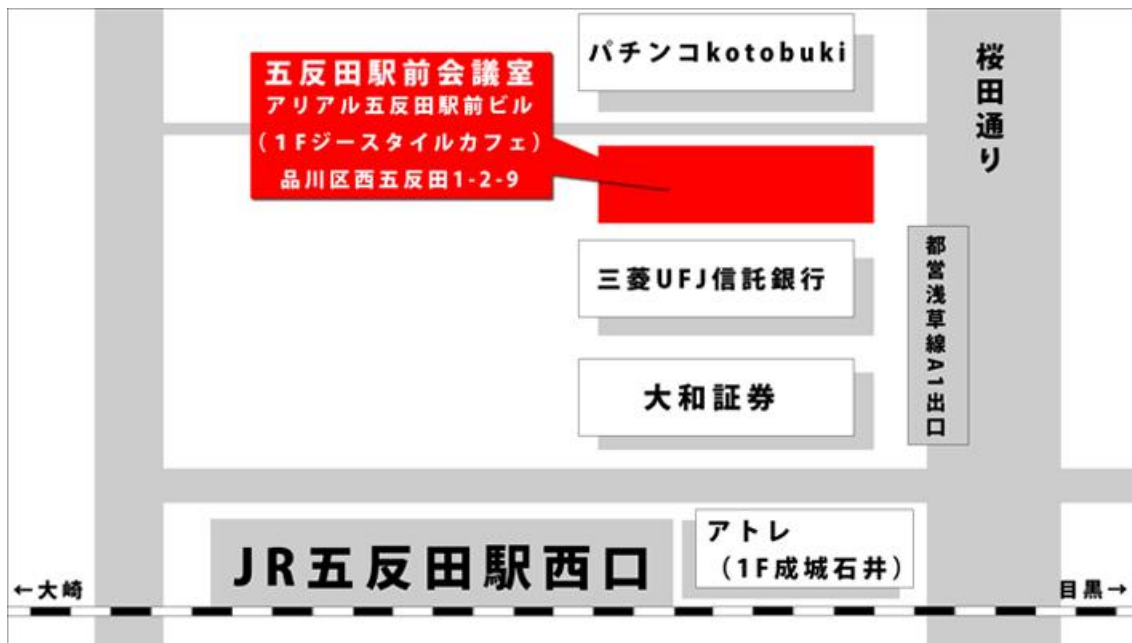 パチンコkotobuki
五反田駅前会議室
アリアル五反田駅前ビル
(1Fジースタイルカフェ)
品川区西五反田1-2-9
桜田通り
三菱UFJ信託銀行
都営浅草線A1出口
大和証券
JR五反田駅西口
アトレ
(1F成城石井)
←大崎
目黒→